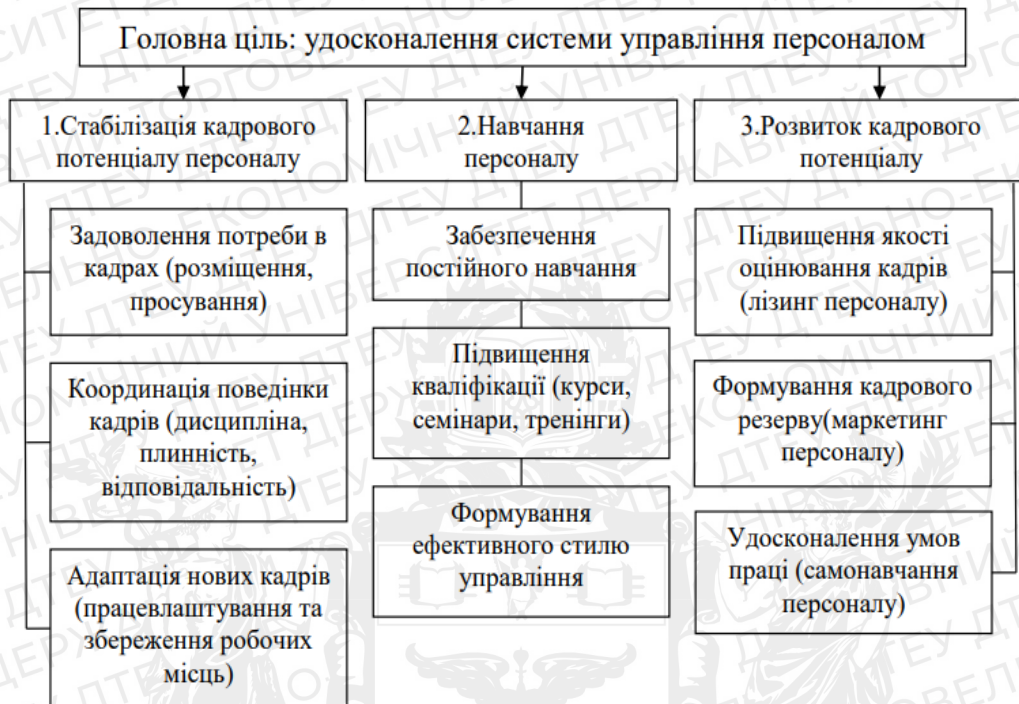 Головна ціль: удосконалення системи управління персоналом
1.Стабілізація кадрового
потенціалу персоналу
Задоволення потреби в
кадрах (розміщення,
просування)
Координація поведінки
кадрів (дисципліна,
плинність,
відповідальність)
Адаптація нових кадрів
(працевлаштування та
збереження робочих
місць)
2.Навчання
персоналу
Забезпечення
постійного навчання
Підвищення
кваліфікації (курси,
семінари, тренінги)
Формування
ефективного стилю
управління
3.Розвиток кадрового
потенціалу
Підвищення якості
оцінювання кадрів
(лізинг персоналу)
Формування кадрового
резерву(маркетинг
персоналу)
Удосконалення умов
праці (самонавчання
персоналу)